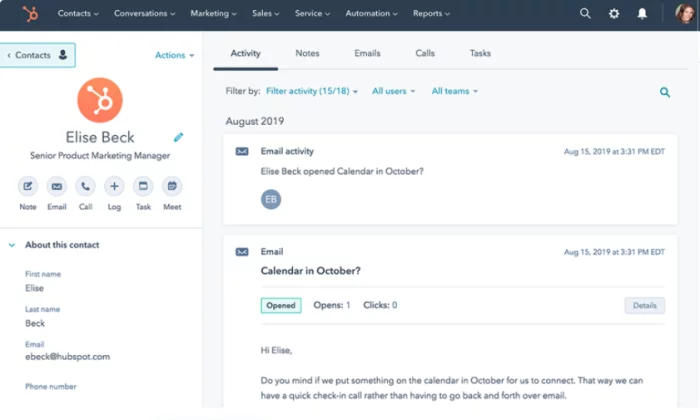 Contacts Conversations Marketing Sales Service Automation Reports
Contacts
Actions
Elise Beck
Senior Product Marketing Manager
Note Email Call Log Task Meet
About this contact
First name
Elise
Last name
Beck
Email
ebeck@hubspot.com
Phone number
Activity Notes Emails Calls Tasks
Filter by: Filter activity (15/18) All users All teams
August 2019
Email activity Aug 15, 2019 at 3:31 PM EDT
Elise Beck opened Calendar in October?
EB
Email Aug 15, 2019 at 3:31 PM EDT
Calendar in October?
Opened Opens: 1 Clicks: 0 Details
Hi Elise,
Do you mind if we put something on the calendar in October for us to connect. That way we can
have a quick check-in call rather than having to go back and forth over email.